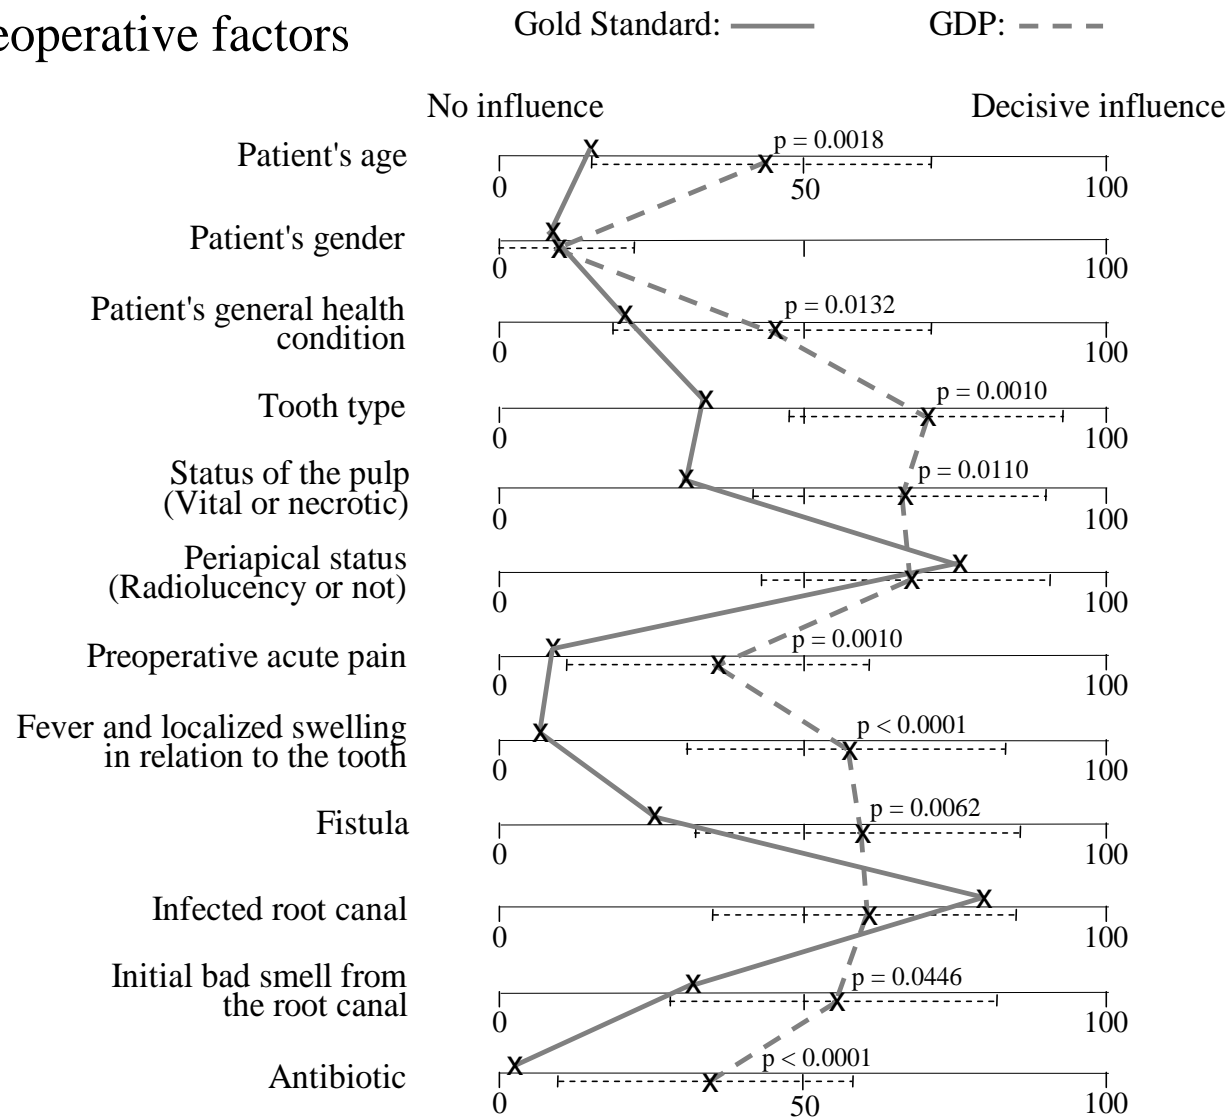 eoperative factors
Gold Standard:
GDP:
No influence
Decisive influence
Patient's age
p = 0.0018
0
50
100
Patient's gender
0
100
Patient's general health
condition
p = 0.0132
0
100
Tooth type
p = 0.0010
0
100
Status of the pulp
(Vital or necrotic)
p = 0.0110
0
100
Periapical status
(Radiolucency or not)
0
100
Preoperative acute pain
p = 0.0010
0
100
Fever and localized swelling
in relation to the tooth
p < 0.0001
0
100
Fistula
p = 0.0062
0
100
Infected root canal
0
100
Initial bad smell from
the root canal
p = 0.0446
0
100
Antibiotic
p < 0.0001
0
50
100